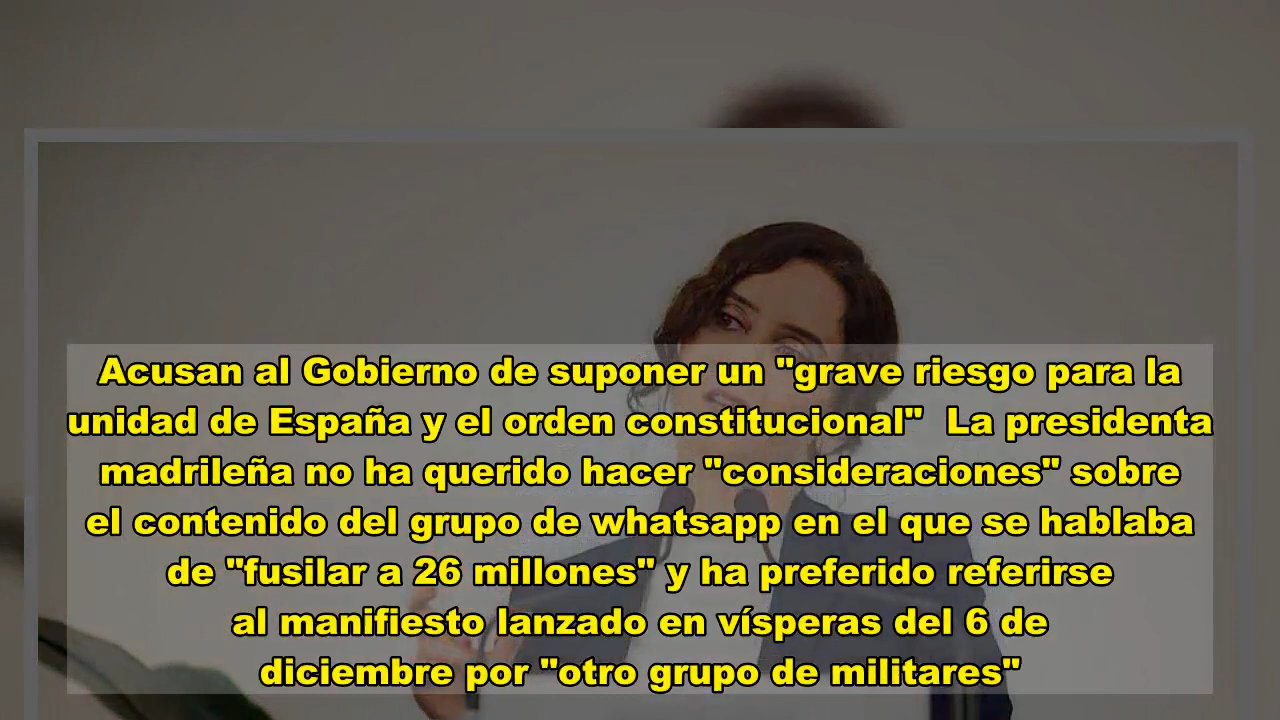 Acusan al Gobierno de suponer un "grave riesgo para la
unidad de España y el orden constitucional"  La presidenta
madrileña no ha querido hacer "consideraciones" sobre
el contenido del grupo de whatsapp en el que se hablaba
de "fusilar a 26 millones" y ha preferido referirse
al manifiesto lanzado en vísperas del 6 de
diciembre por "otro grupo de militares"